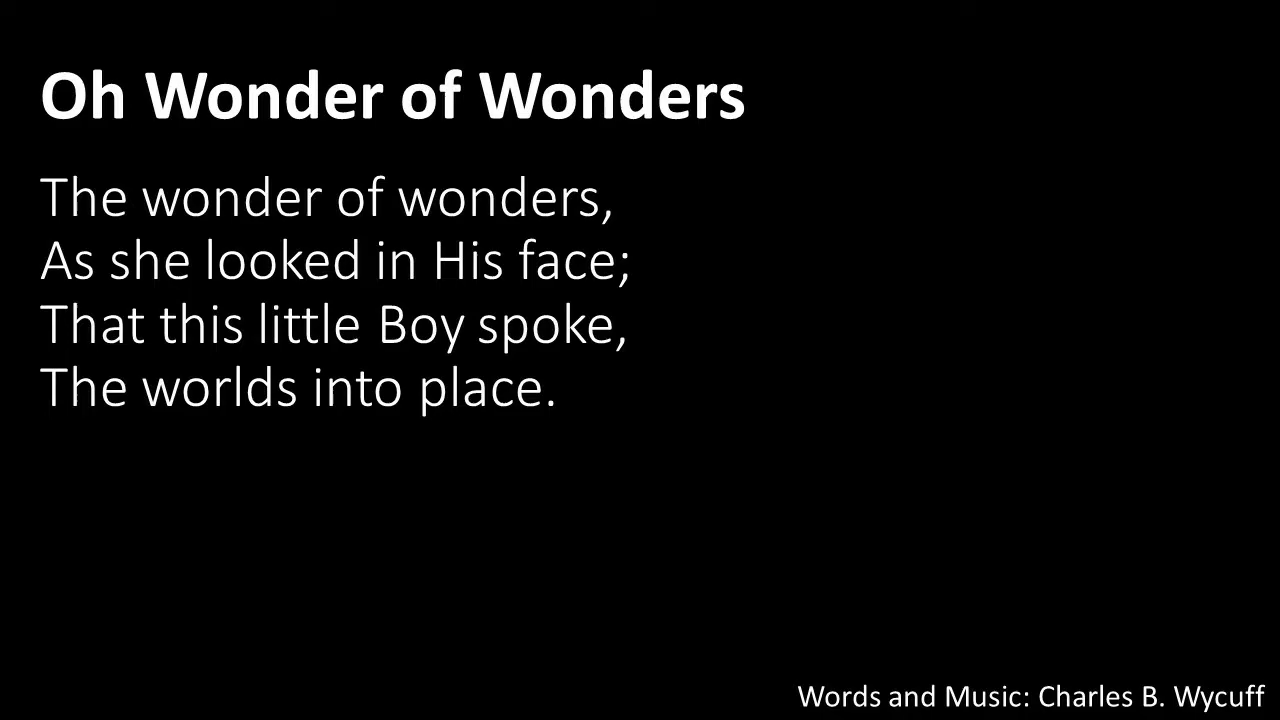 Oh Wonder of Wonders
The wonder of wonders,
As she looked in His face;
That this little Boy spoke,
The worlds into place.
Words and Music: Charles B. Wycuff